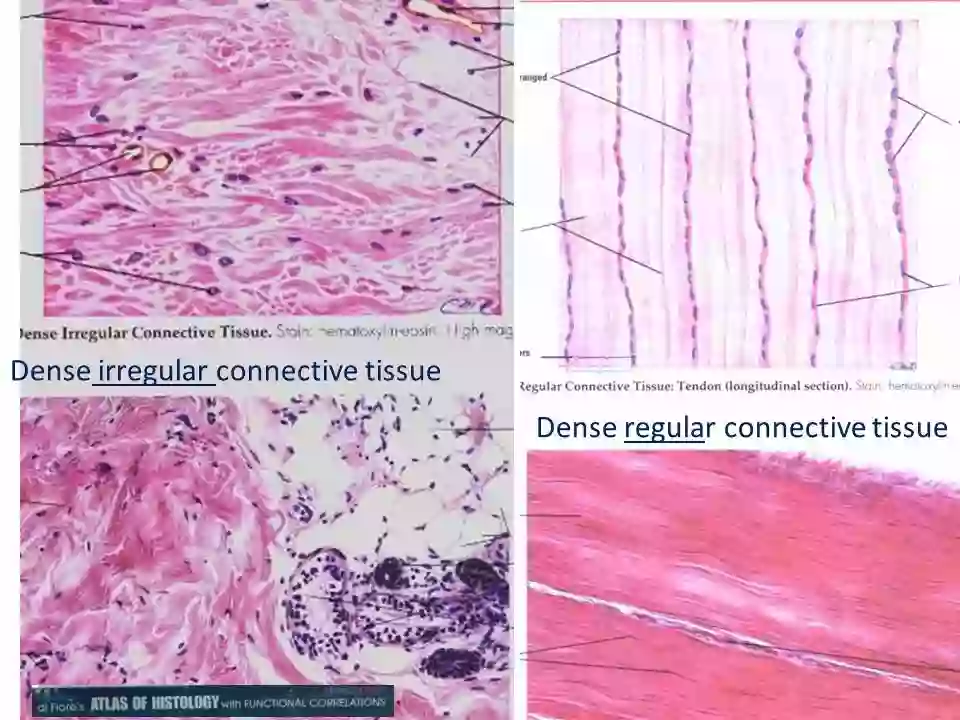 Dense Irregular Connective Tissue. Stain: hematoxylin-eosin. High mag
Dense irregular connective tissue
di Fiore's ATLAS OF HISTOLOGY with FUNCTIONAL CORRELATIONS
ranged
ers
Regular Connective Tissue: Tendon (longitudinal section). Stain: hematoxylin-e
Dense regular connective tissue